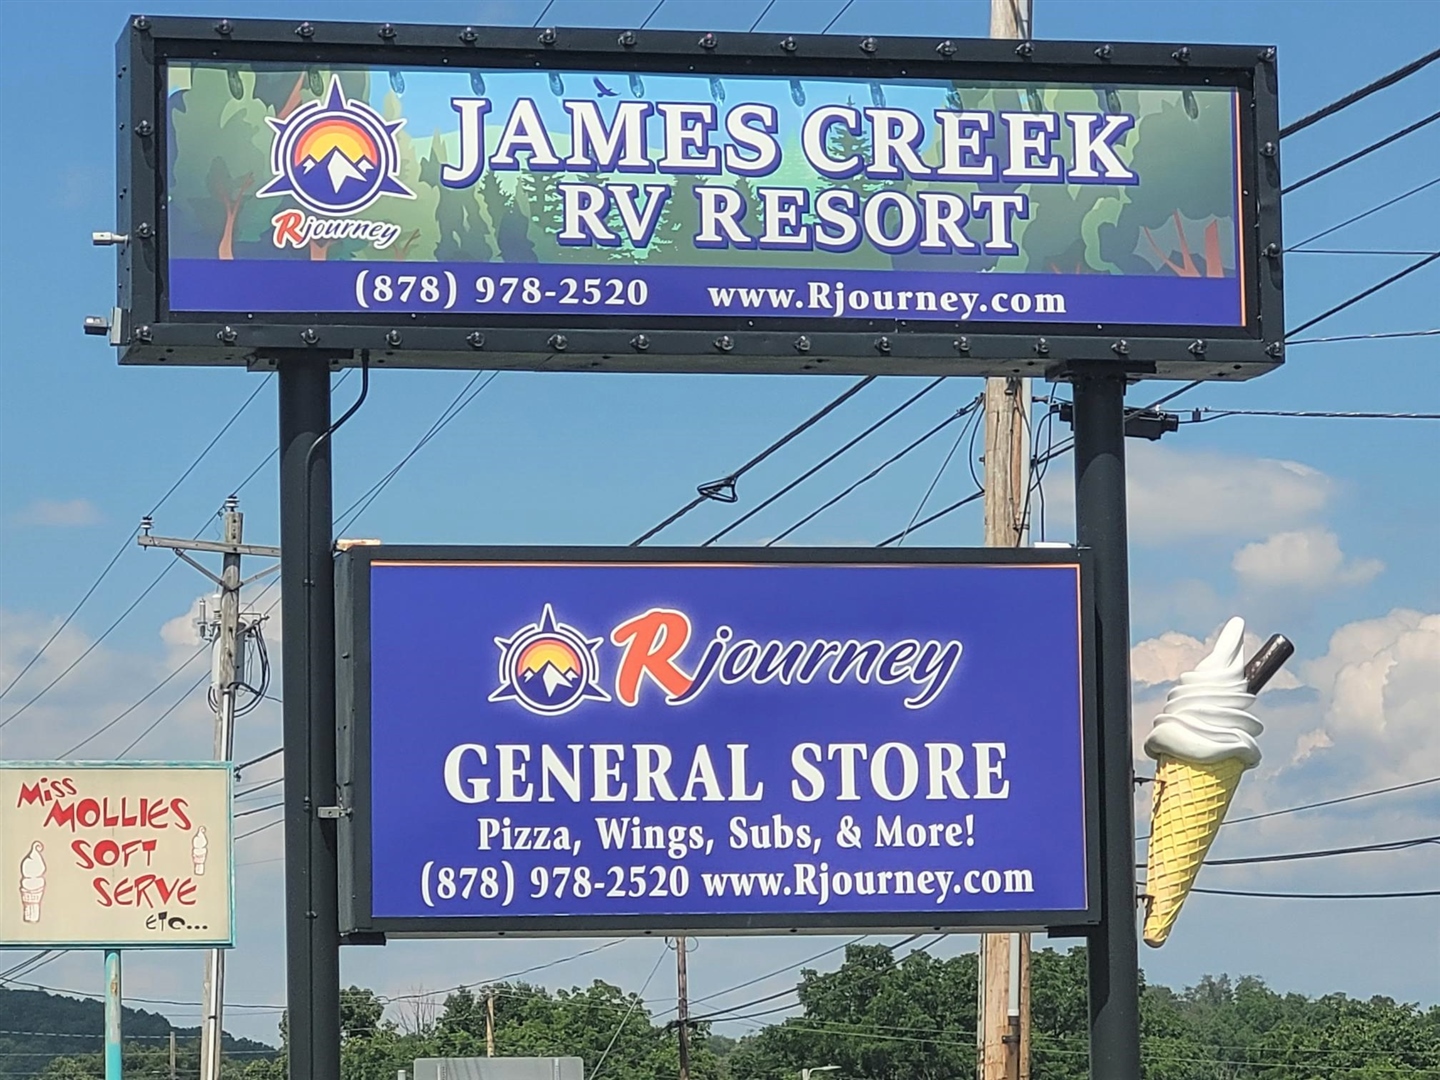 JAMES CREEK
RV RESORT
Rjourney
(878) 978-2520 www.Rjourney.com
Rjourney
GENERAL STORE
Pizza, Wings, Subs, & More!
(878) 978-2520 www.Rjourney.com
Miss
MOLLIES
SOFT
SERVE
ETC...